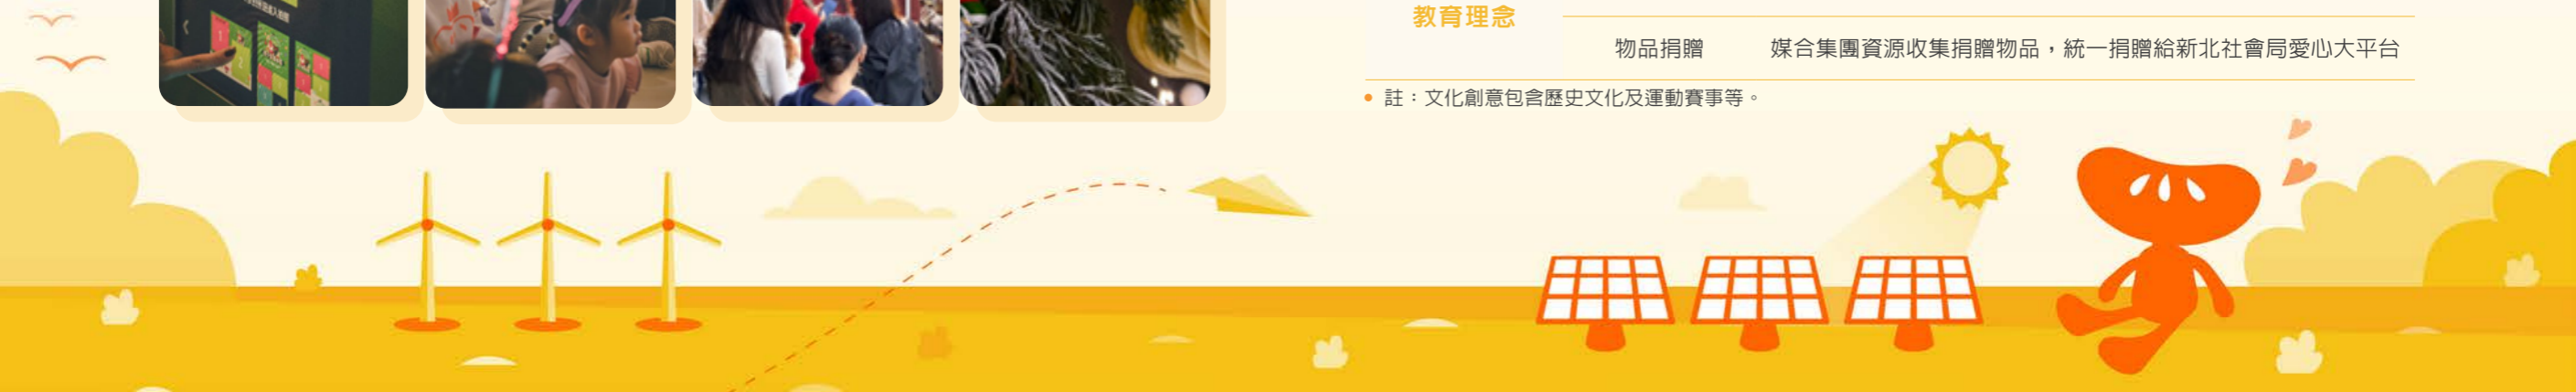 教育理念
物品捐贈 媒合集團資源收集捐贈物品，統一捐贈給新北社會局愛心大平台
註：文化創意包含歷史文化及運動賽事等。